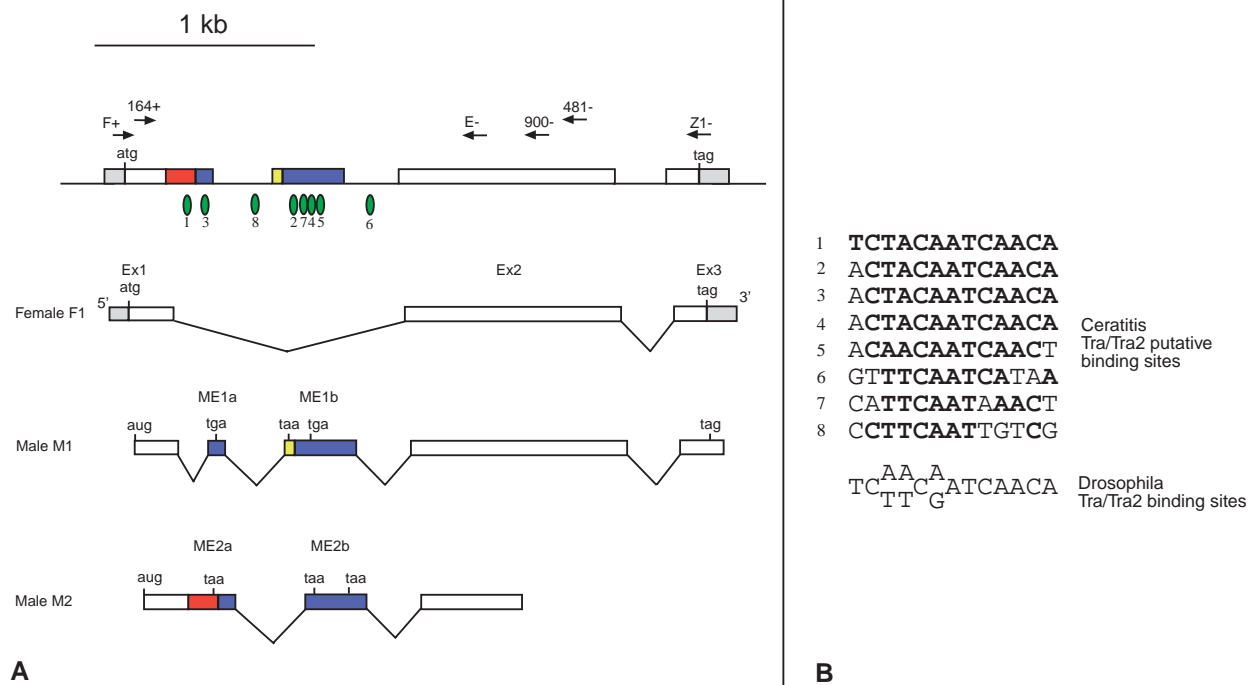 1 kb
F+ 164+ E- 900- 481- Z1-
atg tag
1 3 8 2 7 4 5 6
Ex1 Ex2 Ex3
Female F1 5' atg tag 3'
ME1a ME1b
Male M1 aug tga taa tga tag
ME2a ME2b
Male M2 aug taa taa taa
A
1 TCTACAATCAACA
2 ACTACAATCAACA
3 ACTACAATCAACA
4 ACTACAATCAACA
5 ACAACAATCAACT
6 GTTTCAATCATAA
7 CATTCAATAAACT
8 CCTTCAATTGTCG
Ceratitis
Tra/Tra2 putative
binding sites
AA A
TC C ATCAACA
TT G
Drosophila
Tra/Tra2 binding sites
B